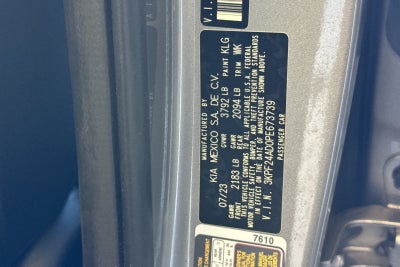 MANUFACTURED BY
KIA MEXICO S.A. DE C.V.
07/23 GVWR 3792 LB PAINT KLG
GAWR FRONT 2183 LB GAWR REAR 2094 LB TRIM WK
THIS VEHICLE CONFORMS TO ALL APPLICABLE U.S.A. FEDERAL
MOTOR VEHICLE SAFETY, BUMPER, AND THEFT PREVENTION STANDARDS
IN EFFECT ON THE DATE OF MANUFACTURE SHOWN ABOVE.
V.I.N. 3KPF24AD0PE673739
PASSENGER CAR
V.I.N.
7610